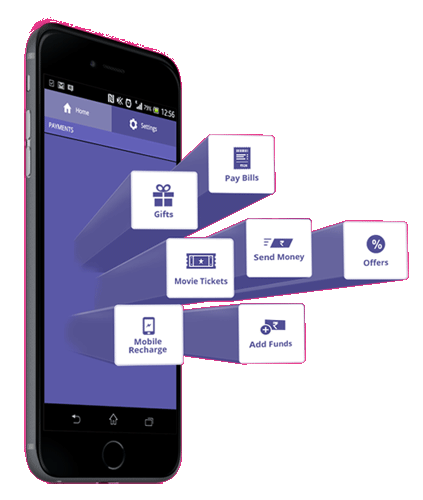 79% 12:56
Home
Settings
PAYMENTS
Pay Bills
Gifts
Send Money
Movie Tickets
Offers
Mobile
Recharge
Add Funds